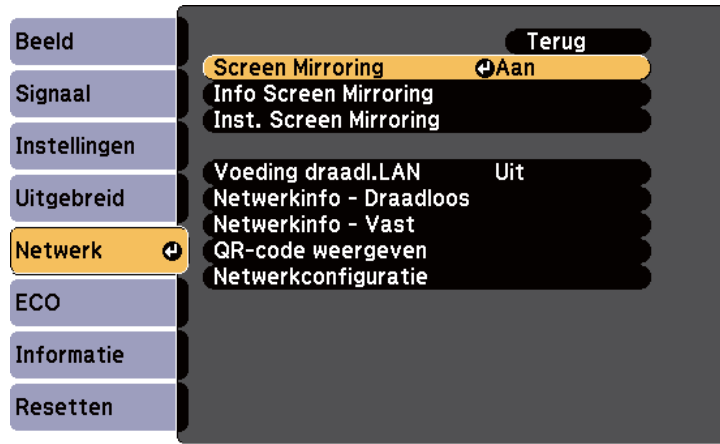 Beeld
Signaal
Instellingen
Uitgebreid
Netwerk
ECO
Informatie
Resetten
Terug
Screen Mirroring Aan
Info Screen Mirroring
Inst. Screen Mirroring
Voeding draadl.LAN Uit
Netwerkinfo - Draadloos
Netwerkinfo - Vast
QR-code weergeven
Netwerkconfiguratie